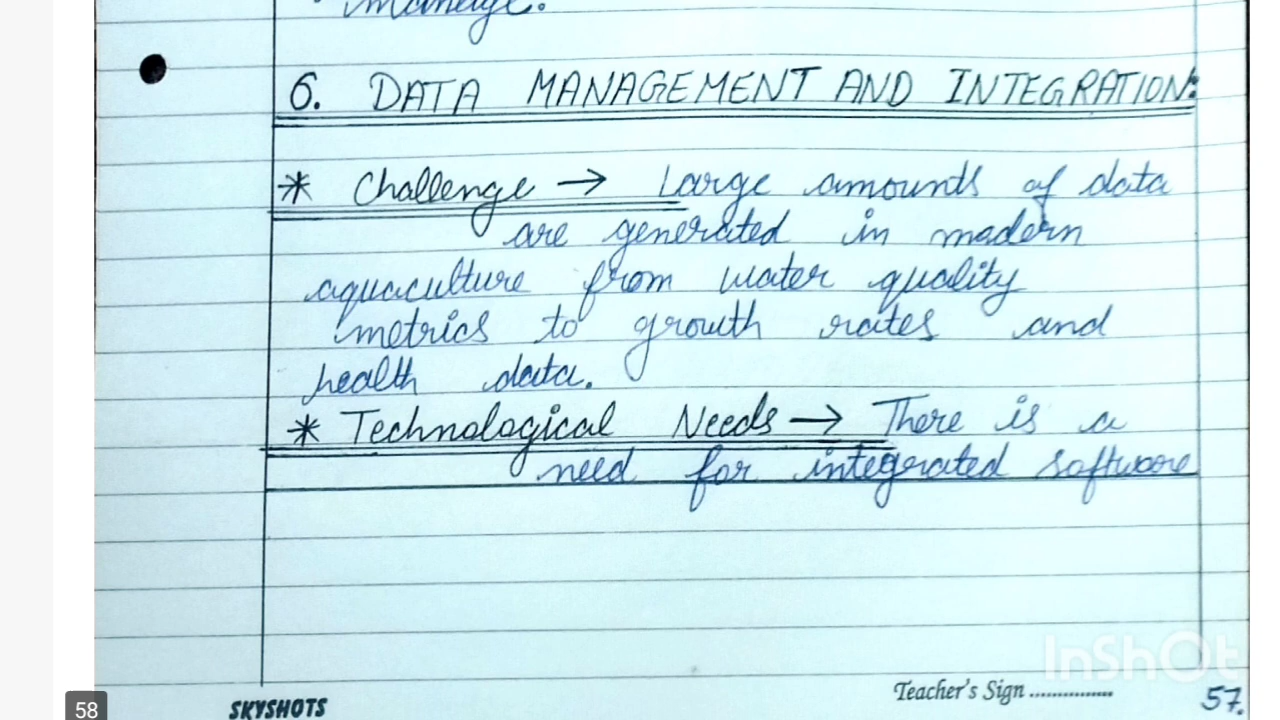 manage.
6. DATA MANAGEMENT AND INTEGRATION:
* Challenge → Large amounts of data
are generated in modern
aquaculture from water quality
metrics to growth rates and
health data.
* Technological Needs → There is a
need for integrated software
InShOt
Teacher's Sign ...............
57.
58
SKYSHOTS